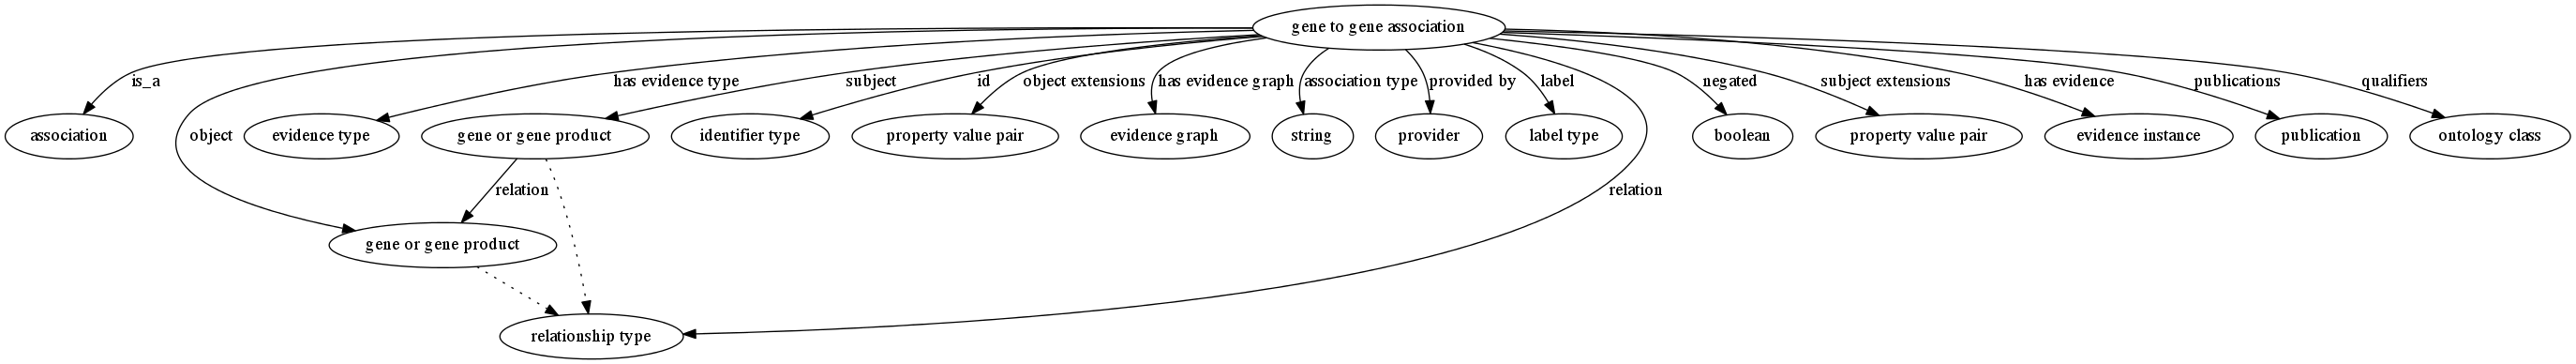 gene to gene association
is_a
has evidence type
subject
id
object extensions
has evidence graph
association type
provided by
label
negated
subject extensions
has evidence
publications
qualifiers
association
object
evidence type
gene or gene product
identifier type
property value pair
evidence graph
string
provider
label type
boolean
property value pair
evidence instance
publication
ontology class
relation
relation
gene or gene product
relationship type